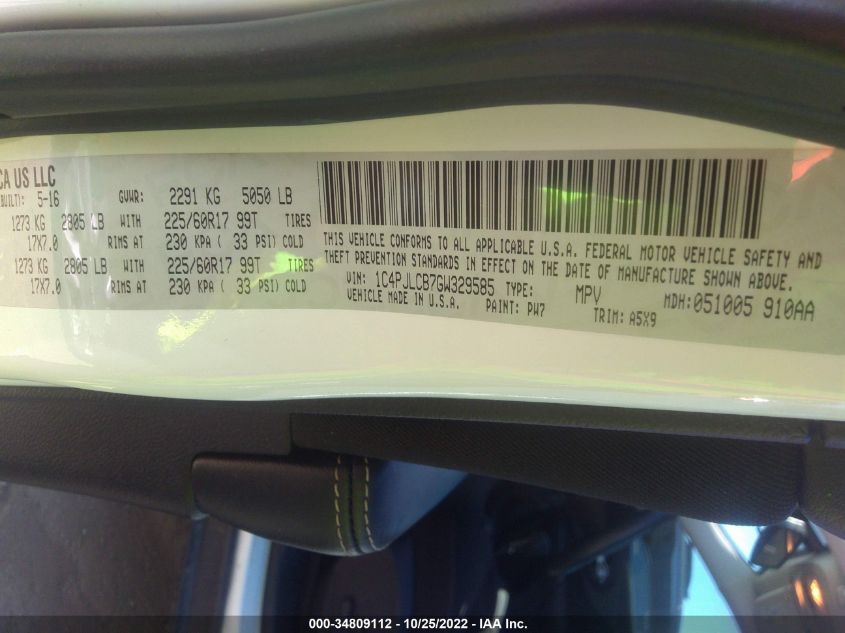 CA US LLC
BUILT): 5-16 GVWR: 2291 KG 5050 LB
1273 KG 2805 LB WITH 225/60R17 99T TIRES
17X7.0 RIMS AT 230 KPA ( 33 PSI) COLD
1273 KG 2805 LB WITH 225/60R17 99T TIRES
17X7.0 RIMS AT 230 KPA ( 33 PSI) COLD
THIS VEHICLE CONFORMS TO ALL APPLICABLE U.S.A. FEDERAL MOTOR VEHICLE SAFETY AND
THEFT PREVENTION STANDARDS IN EFFECT ON THE DATE OF MANUFACTURE SHOWN ABOVE.
VIN: 1C4PJLCB7GW329585 TYPE: MPV MDH: 051005 910AA
VEHICLE MADE IN U.S.A. PAINT: PW7 TRIM: A5X9
000-34809112 - 10/25/2022 - IAA Inc.